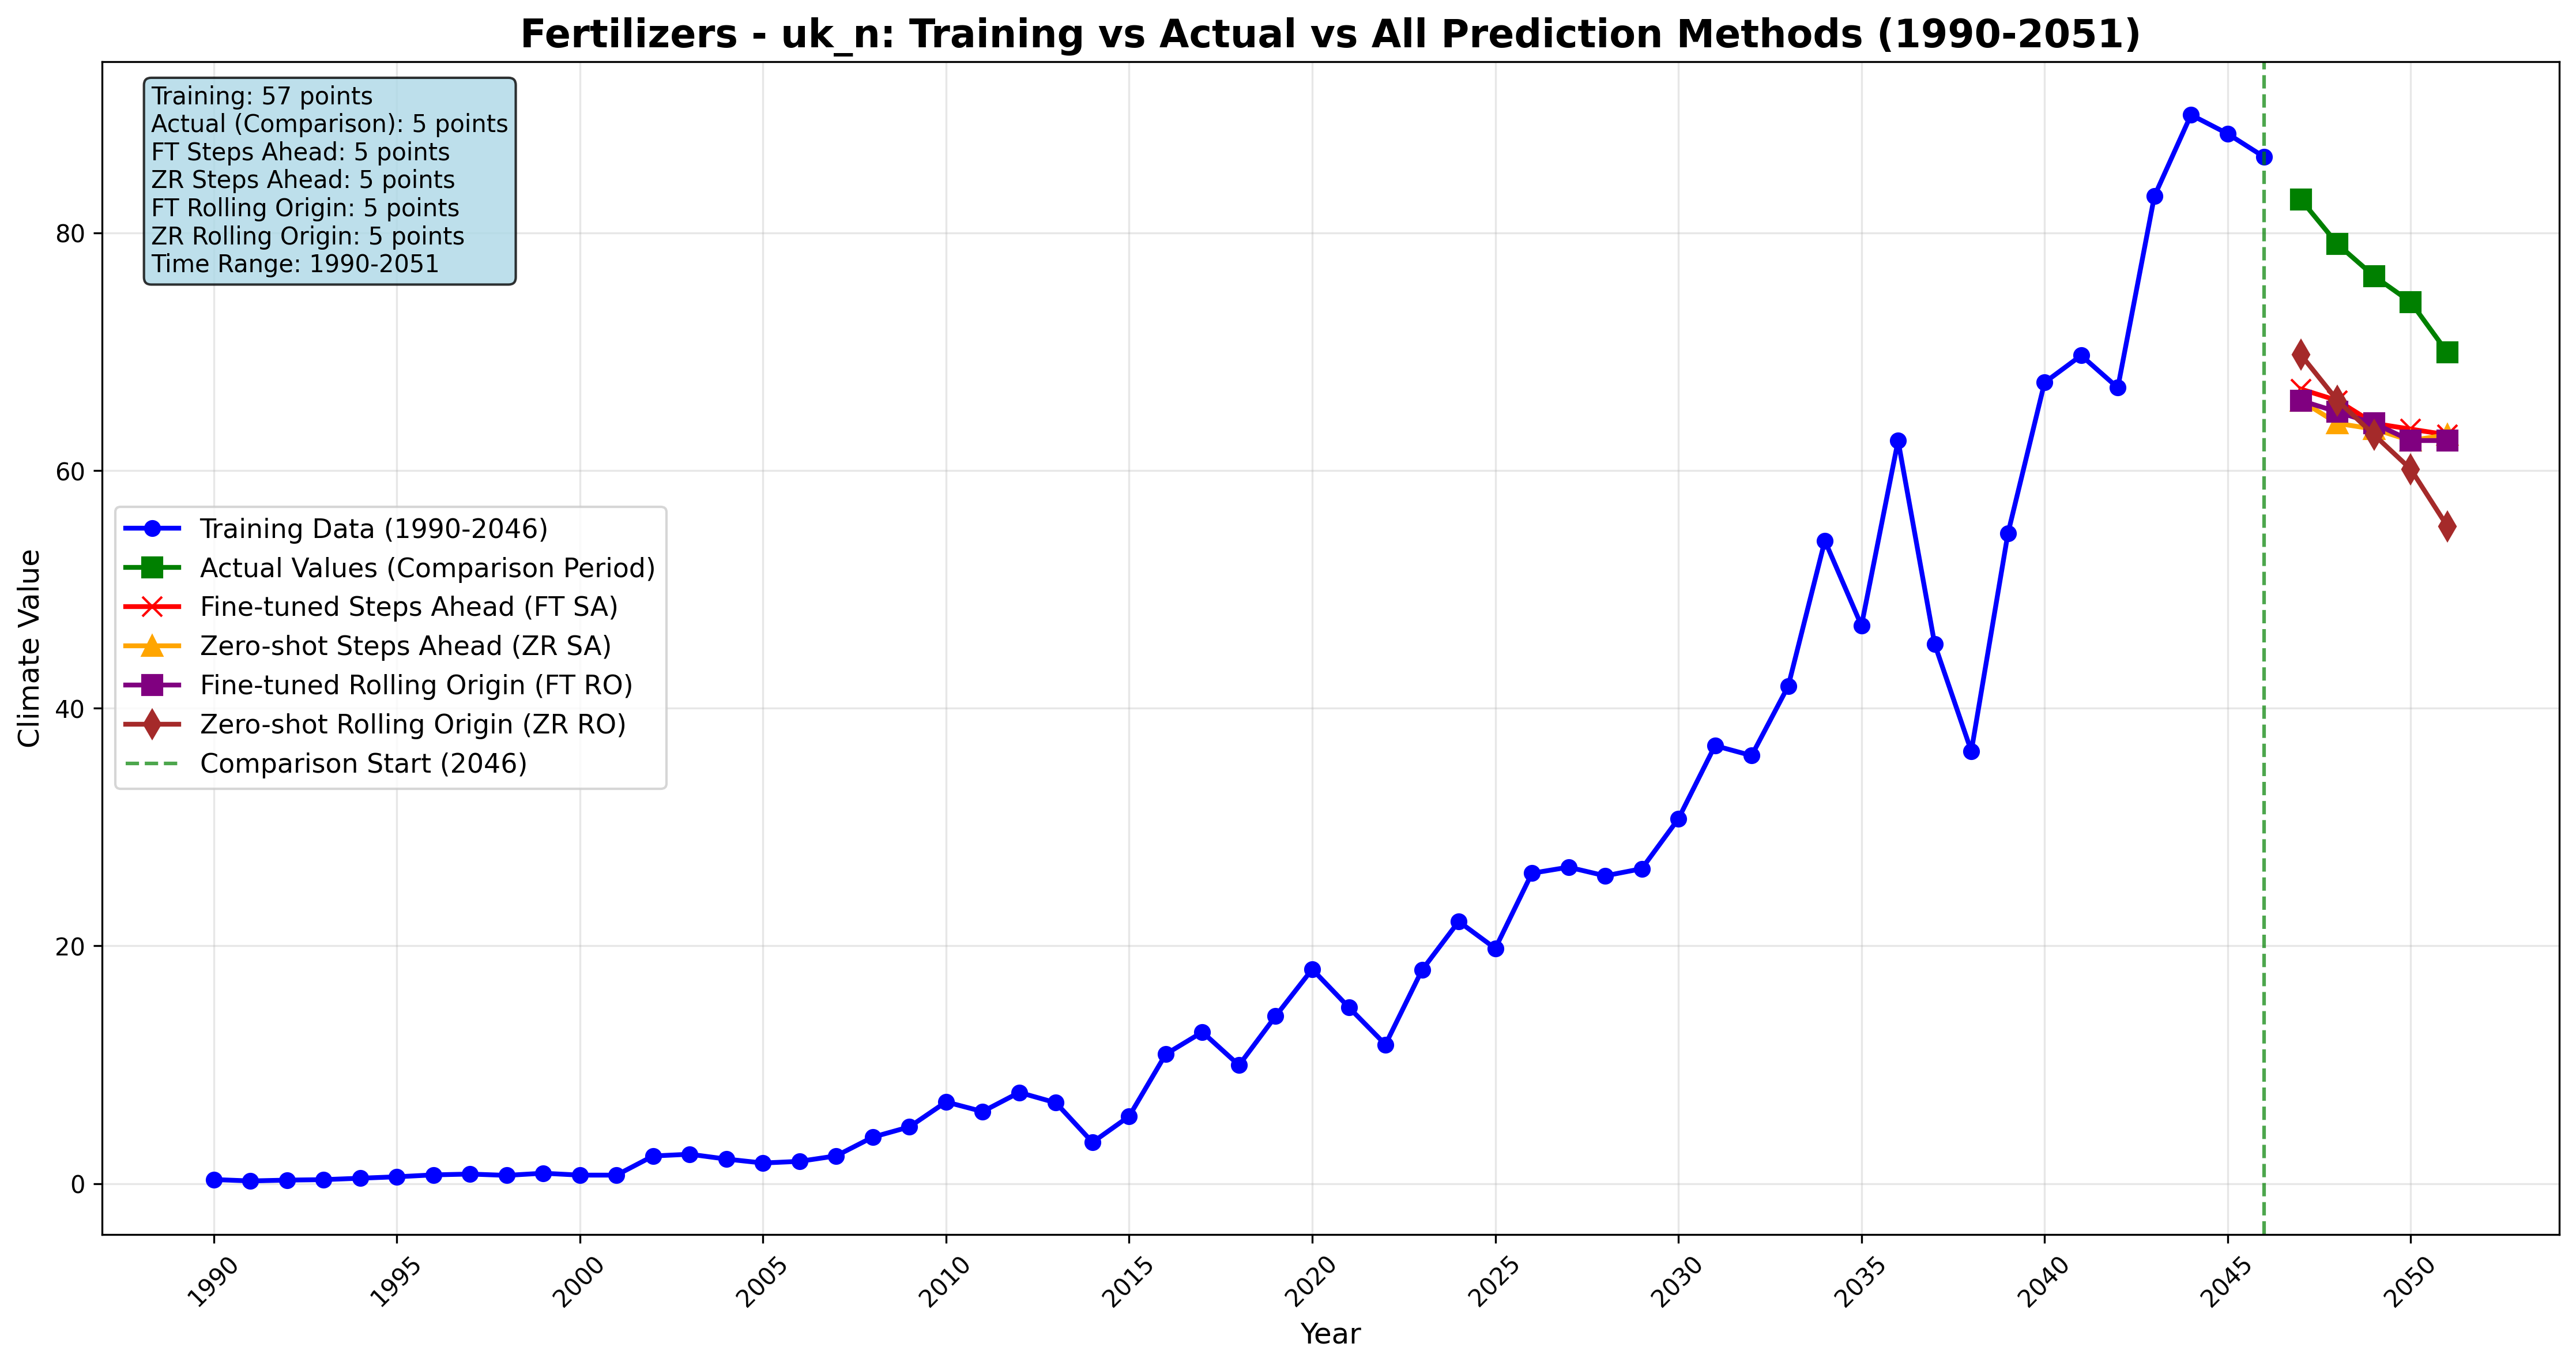 Fertilizers - uk_n: Training vs Actual vs All Prediction Methods (1990-2051)
Training: 57 points
Actual (Comparison): 5 points
FT Steps Ahead: 5 points
ZR Steps Ahead: 5 points
FT Rolling Origin: 5 points
ZR Rolling Origin: 5 points
Time Range: 1990-2051
80
60
40
20
0
Climate Value
Training Data (1990-2046)
Actual Values (Comparison Period)
Fine-tuned Steps Ahead (FT SA)
Zero-shot Steps Ahead (ZR SA)
Fine-tuned Rolling Origin (FT RO)
Zero-shot Rolling Origin (ZR RO)
Comparison Start (2046)
1990 1995 2000 2005 2010 2015 2020 2025 2030 2035 2040 2045 2050
Year